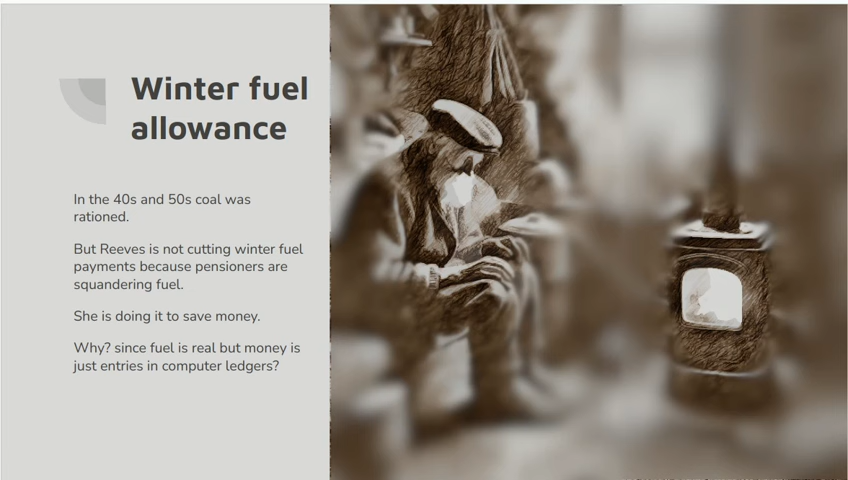 Winter fuel
allowance
In the 40s and 50s coal was
rationed.
But Reeves is not cutting winter fuel
payments because pensioners are
squandering fuel.
She is doing it to save money.
Why? since fuel is real but money is
just entries in computer ledgers?